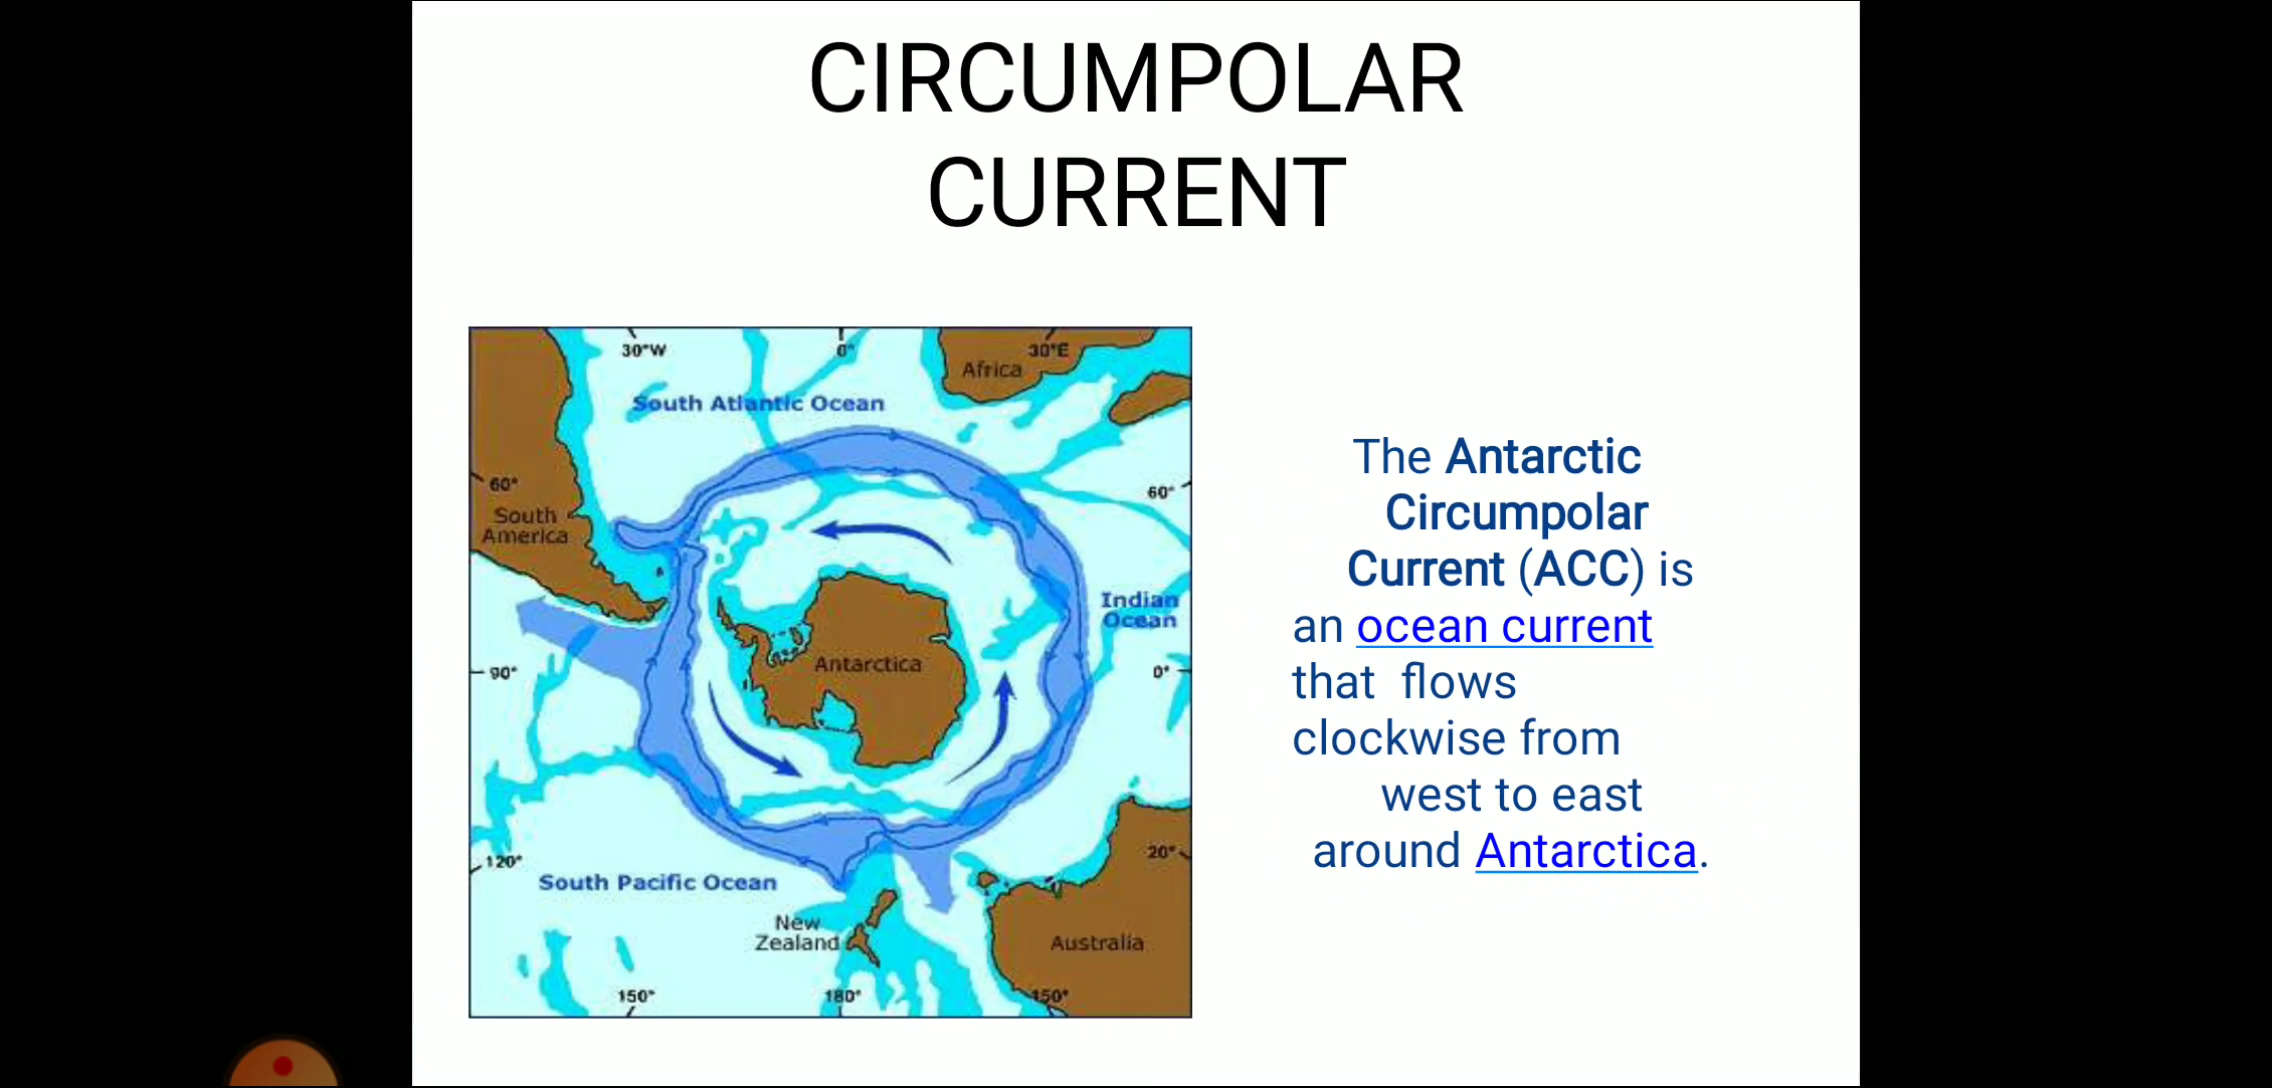 CIRCUMPOLAR
CURRENT
30°W
0°
30°E
Africa
South Atlantic Ocean
60°
60°
South
America
Indian
Ocean
Antarctica
90°
0°
120°
20°
South Pacific Ocean
New
Zealand
Australia
150°
180°
150°
The Antarctic
Circumpolar
Current (ACC) is
an ocean current
that flows
clockwise from
west to east
around Antarctica.